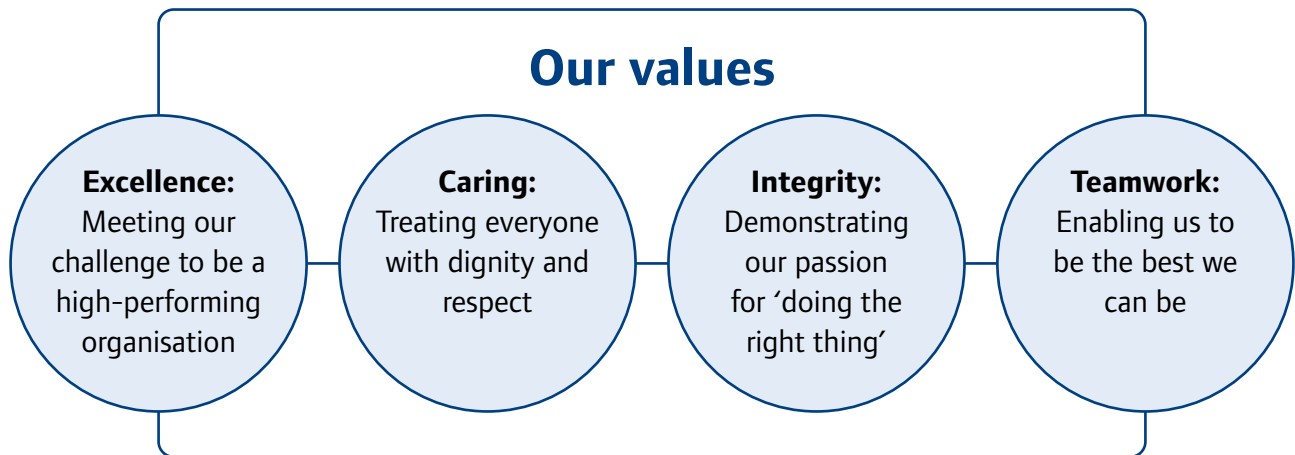 Our values
Excellence:
Meeting our
challenge to be a
high-performing
organisation
Caring:
Treating everyone
with dignity and
respect
Integrity:
Demonstrating
our passion
for ‘doing the
right thing’
Teamwork:
Enabling us to
be the best we
can be